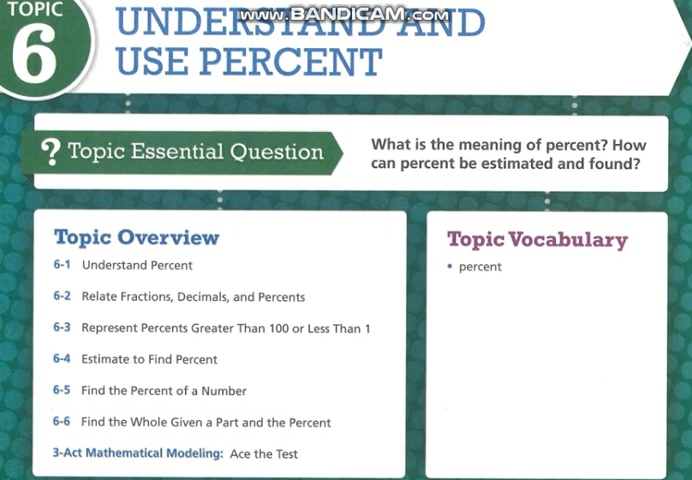 TOPIC
6
www.BANDICAM.COM
UNDERSTAND AND
USE PERCENT
? Topic Essential Question
What is the meaning of percent? How
can percent be estimated and found?
Topic Overview
6-1 Understand Percent
6-2 Relate Fractions, Decimals, and Percents
6-3 Represent Percents Greater Than 100 or Less Than 1
6-4 Estimate to Find Percent
6-5 Find the Percent of a Number
6-6 Find the Whole Given a Part and the Percent
3-Act Mathematical Modeling: Ace the Test
Topic Vocabulary
• percent